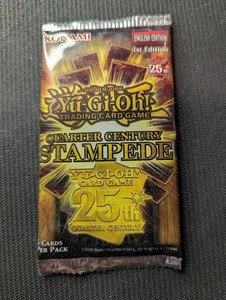 KONAMI
ENGLISH EDITION
1st Edition
25th
Yu-Gi-Oh!
TRADING CARD GAME
QUARTER CENTURY
STAMPEDE
YU-GI-OH!
CARD GAME
25th
QUARTER CENTURY
CARDS
PER PACK